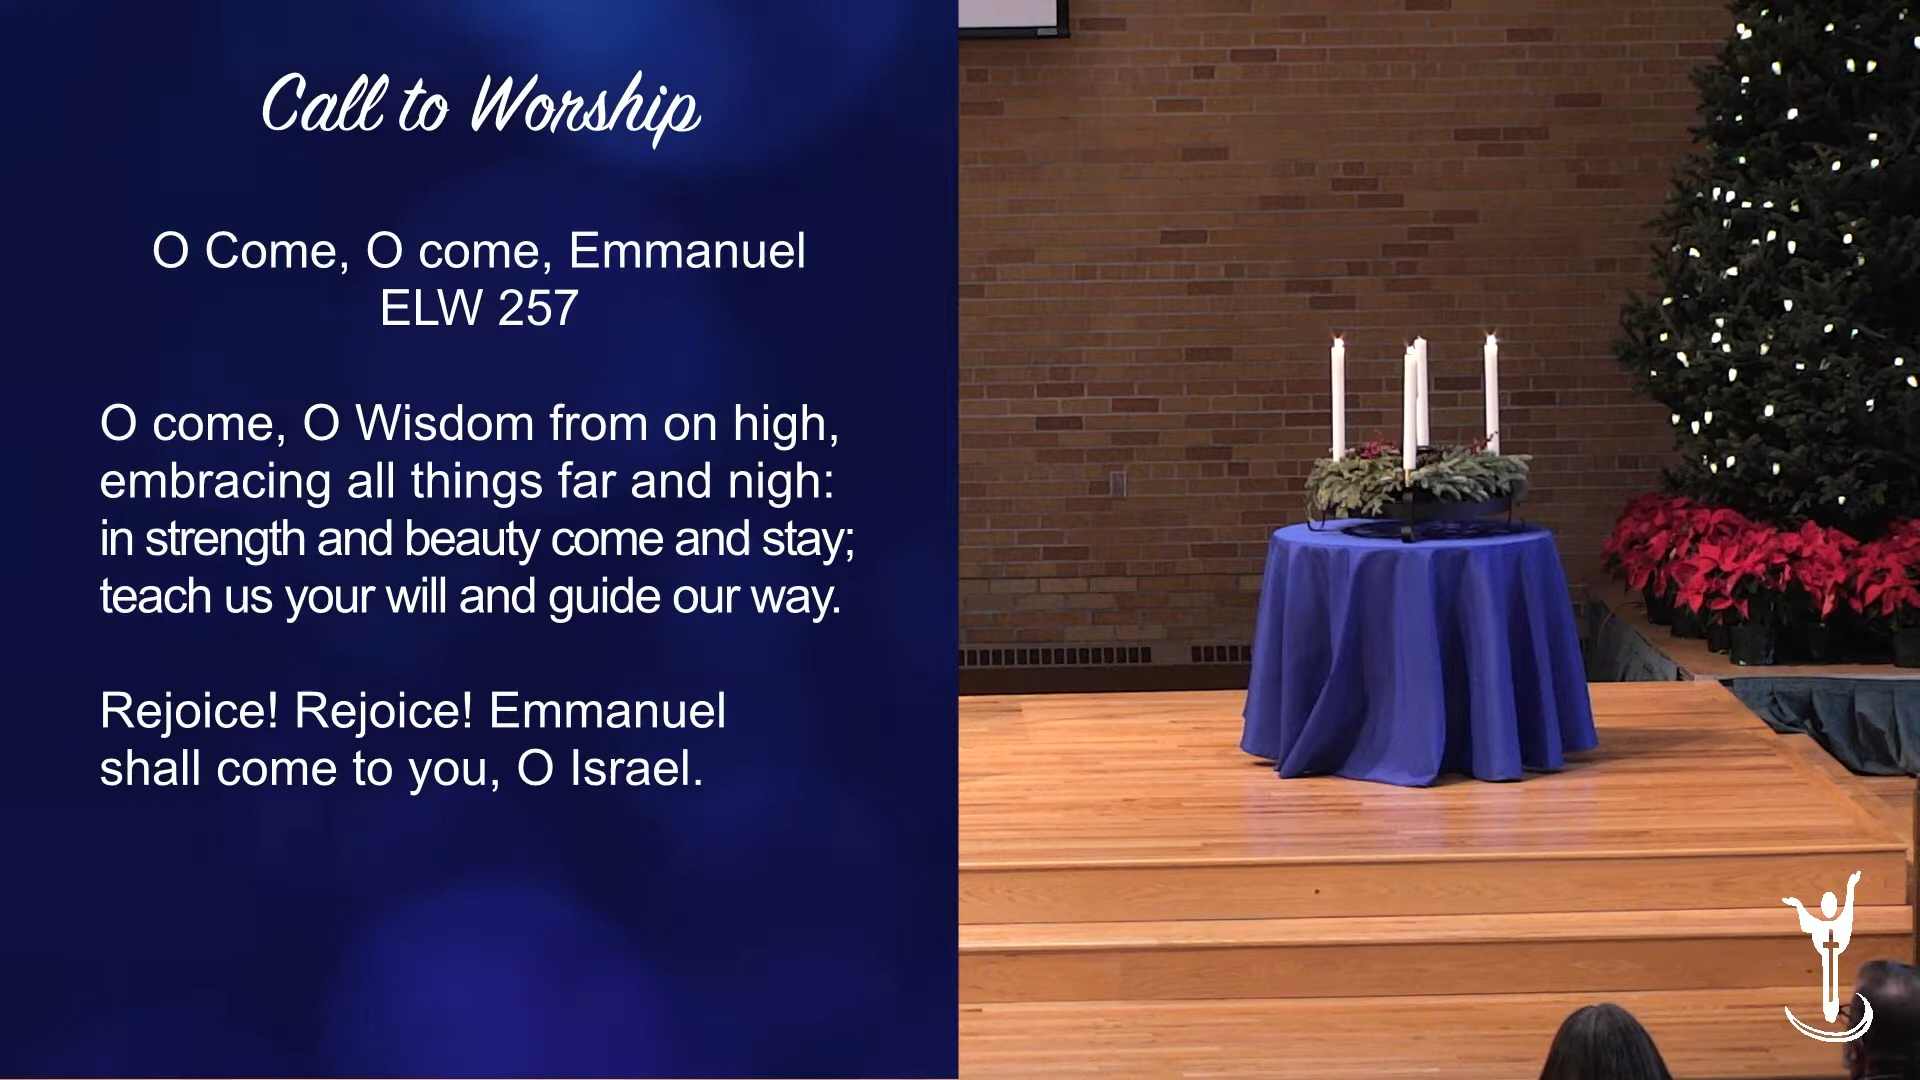 Call to Worship
O Come, O come, Emmanuel
ELW 257
O come, O Wisdom from on high,
embracing all things far and nigh:
in strength and beauty come and stay;
teach us your will and guide our way.
Rejoice! Rejoice! Emmanuel
shall come to you, O Israel.